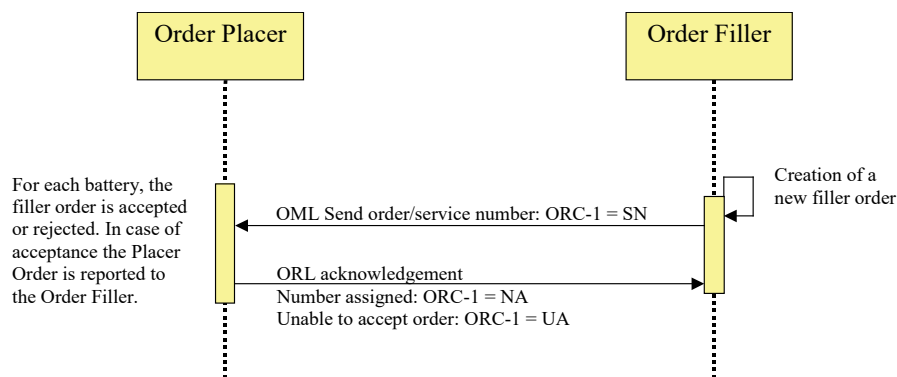 Order Placer
Order Filler
Creation of a
new filler order
For each battery, the
filler order is accepted
or rejected. In case of
acceptance the Placer
Order is reported to
the Order Filler.
OML Send order/service number: ORC-1 = SN
ORL acknowledgement
Number assigned: ORC-1 = NA
Unable to accept order: ORC-1 = UA